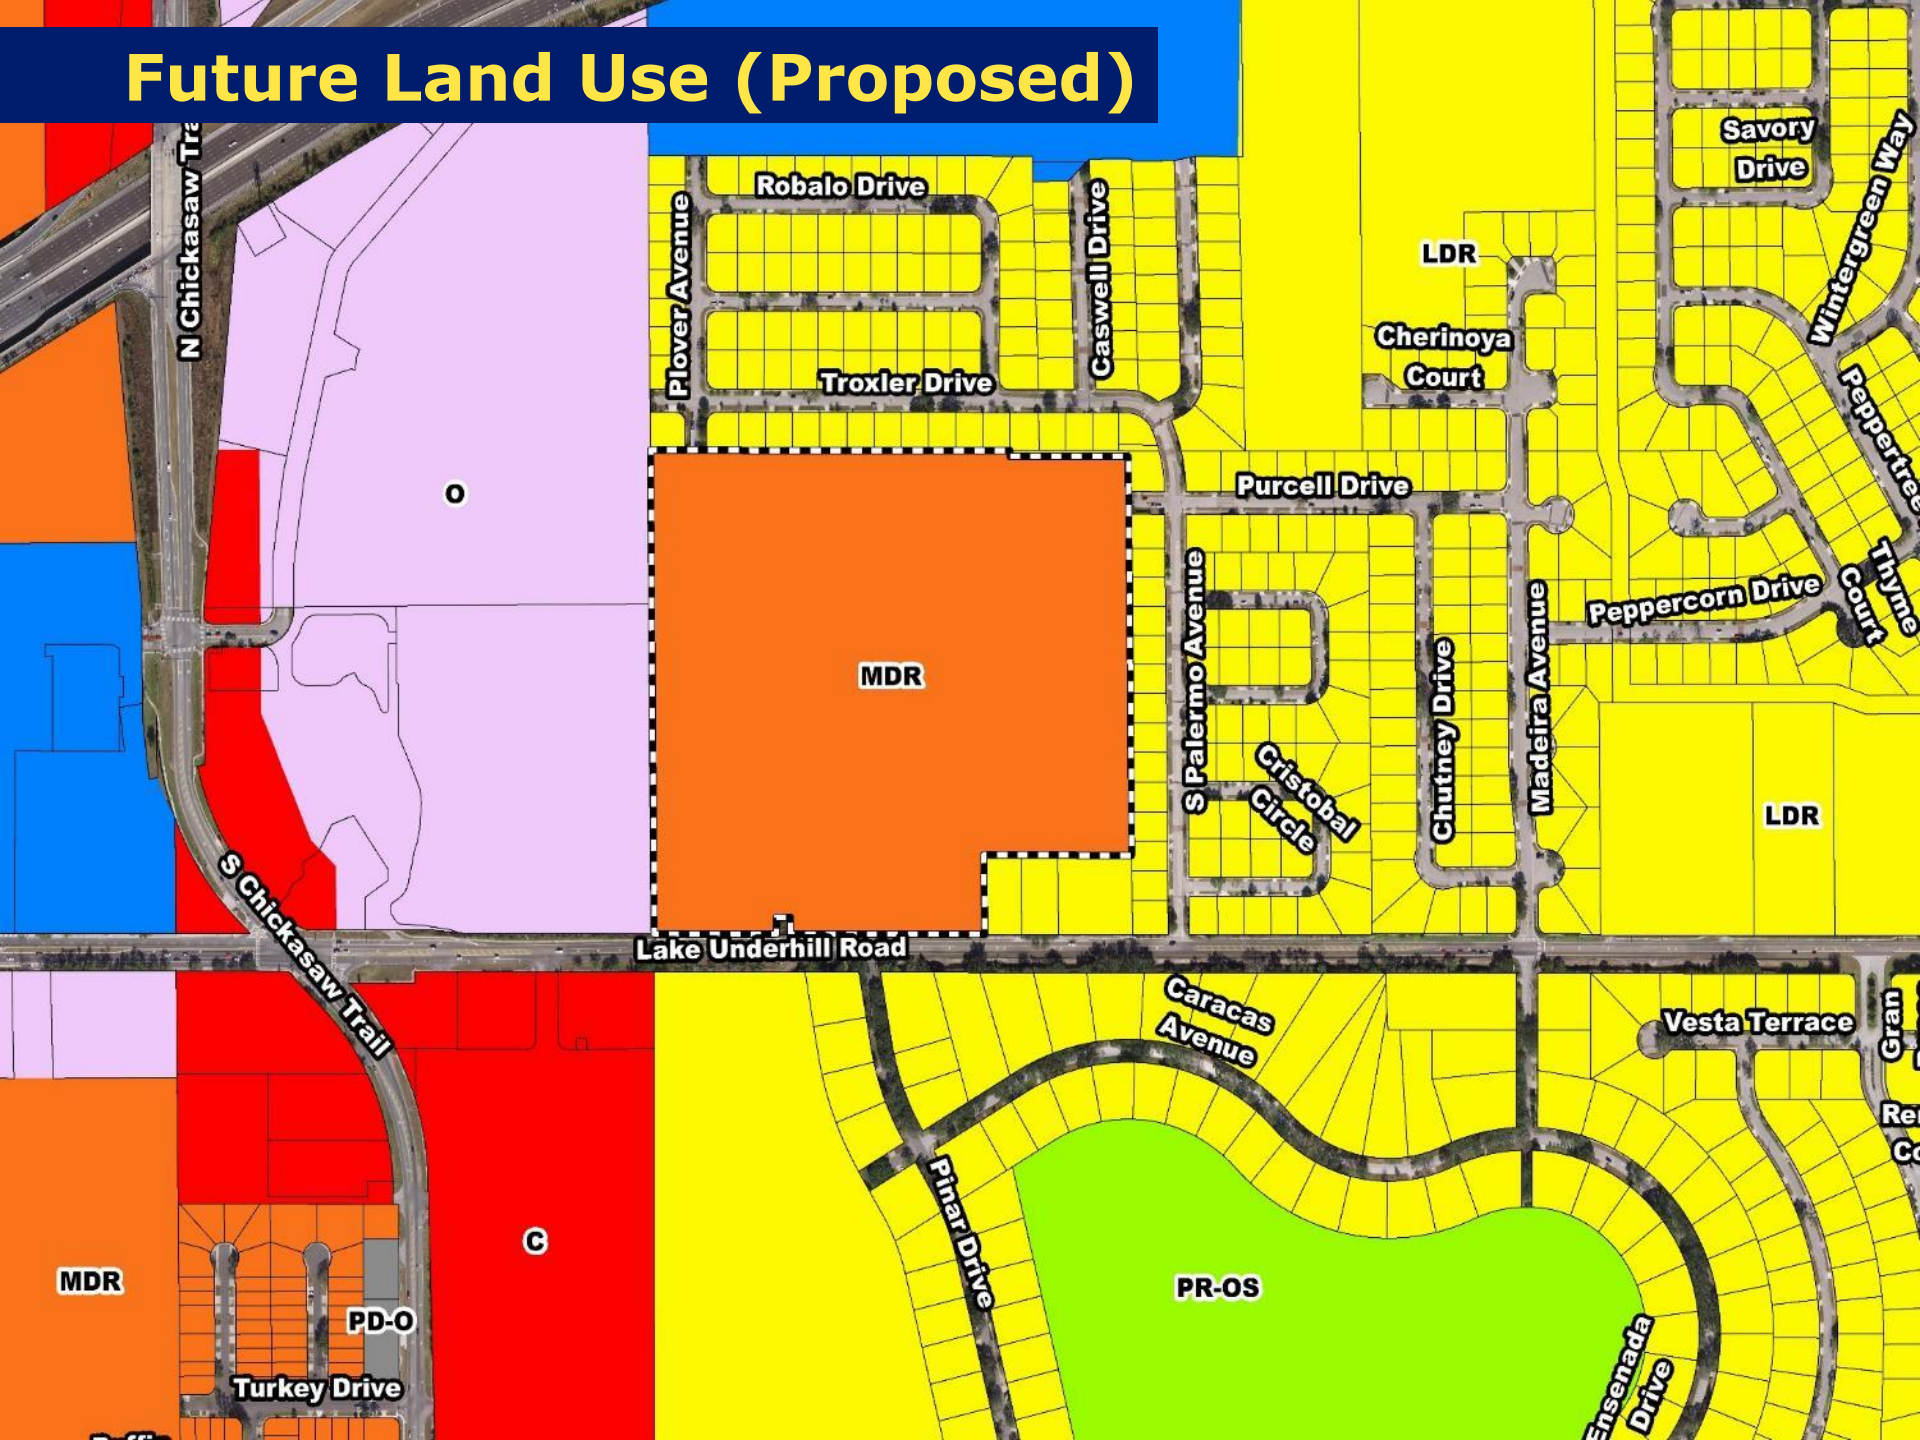 Future Land Use (Proposed)
N Chickasaw Tra
Savory
Drive
Wintergreen Way
Robalo Drive
Plover Avenue
Caswell Drive
LDR
Cherinoya
Court
Troxler Drive
Peppertree
O
Purcell Drive
Thyme
Court
Peppercorn Drive
MDR
S Palermo Avenue
Chutney Drive
Madeira Avenue
Cristobal
Circle
LDR
S Chickasaw Trail
Lake Underhill Road
Caracas
Avenue
Vesta Terrace
Gran
Pinar Drive
C
MDR
PD-O
PR-OS
Turkey Drive
Ensenada
Drive